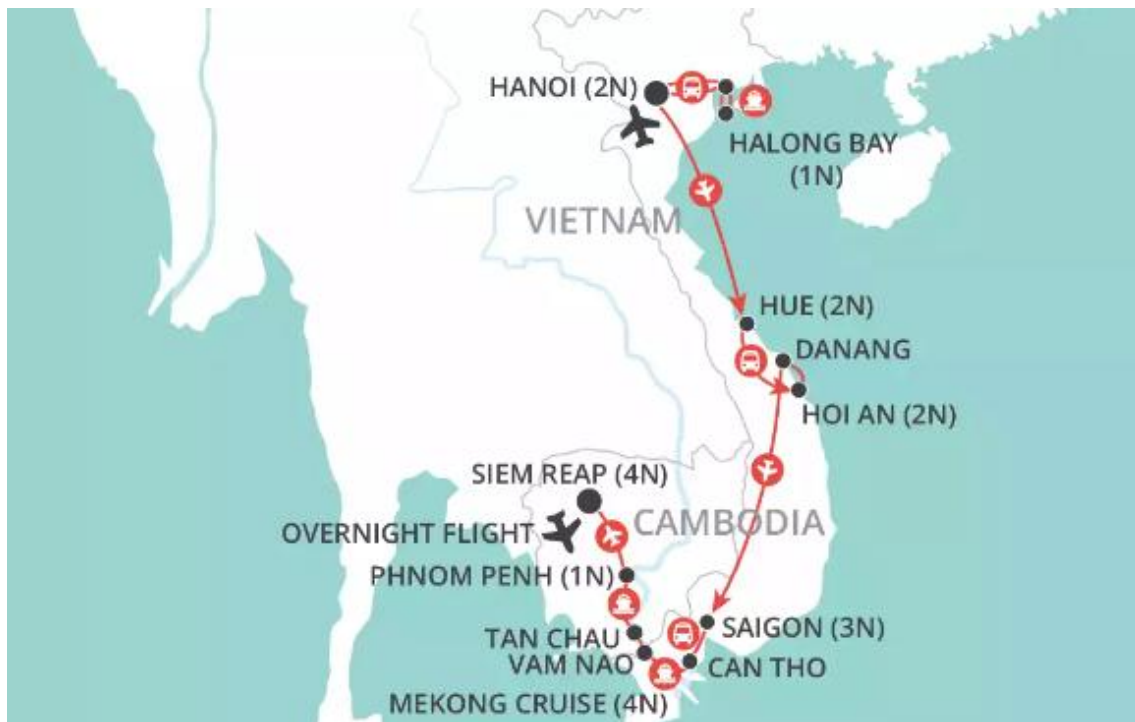 HANOI (2N)
HALONG BAY
(1N)
VIETNAM
HUE (2N)
DANANG
HOI AN (2N)
SIEM REAP (4N)
OVERNIGHT FLIGHT
CAMBODIA
PHNOM PENH (1N)
SAIGON (3N)
TAN CHAU
VAM NAO
CAN THO
MEKONG CRUISE (4N)